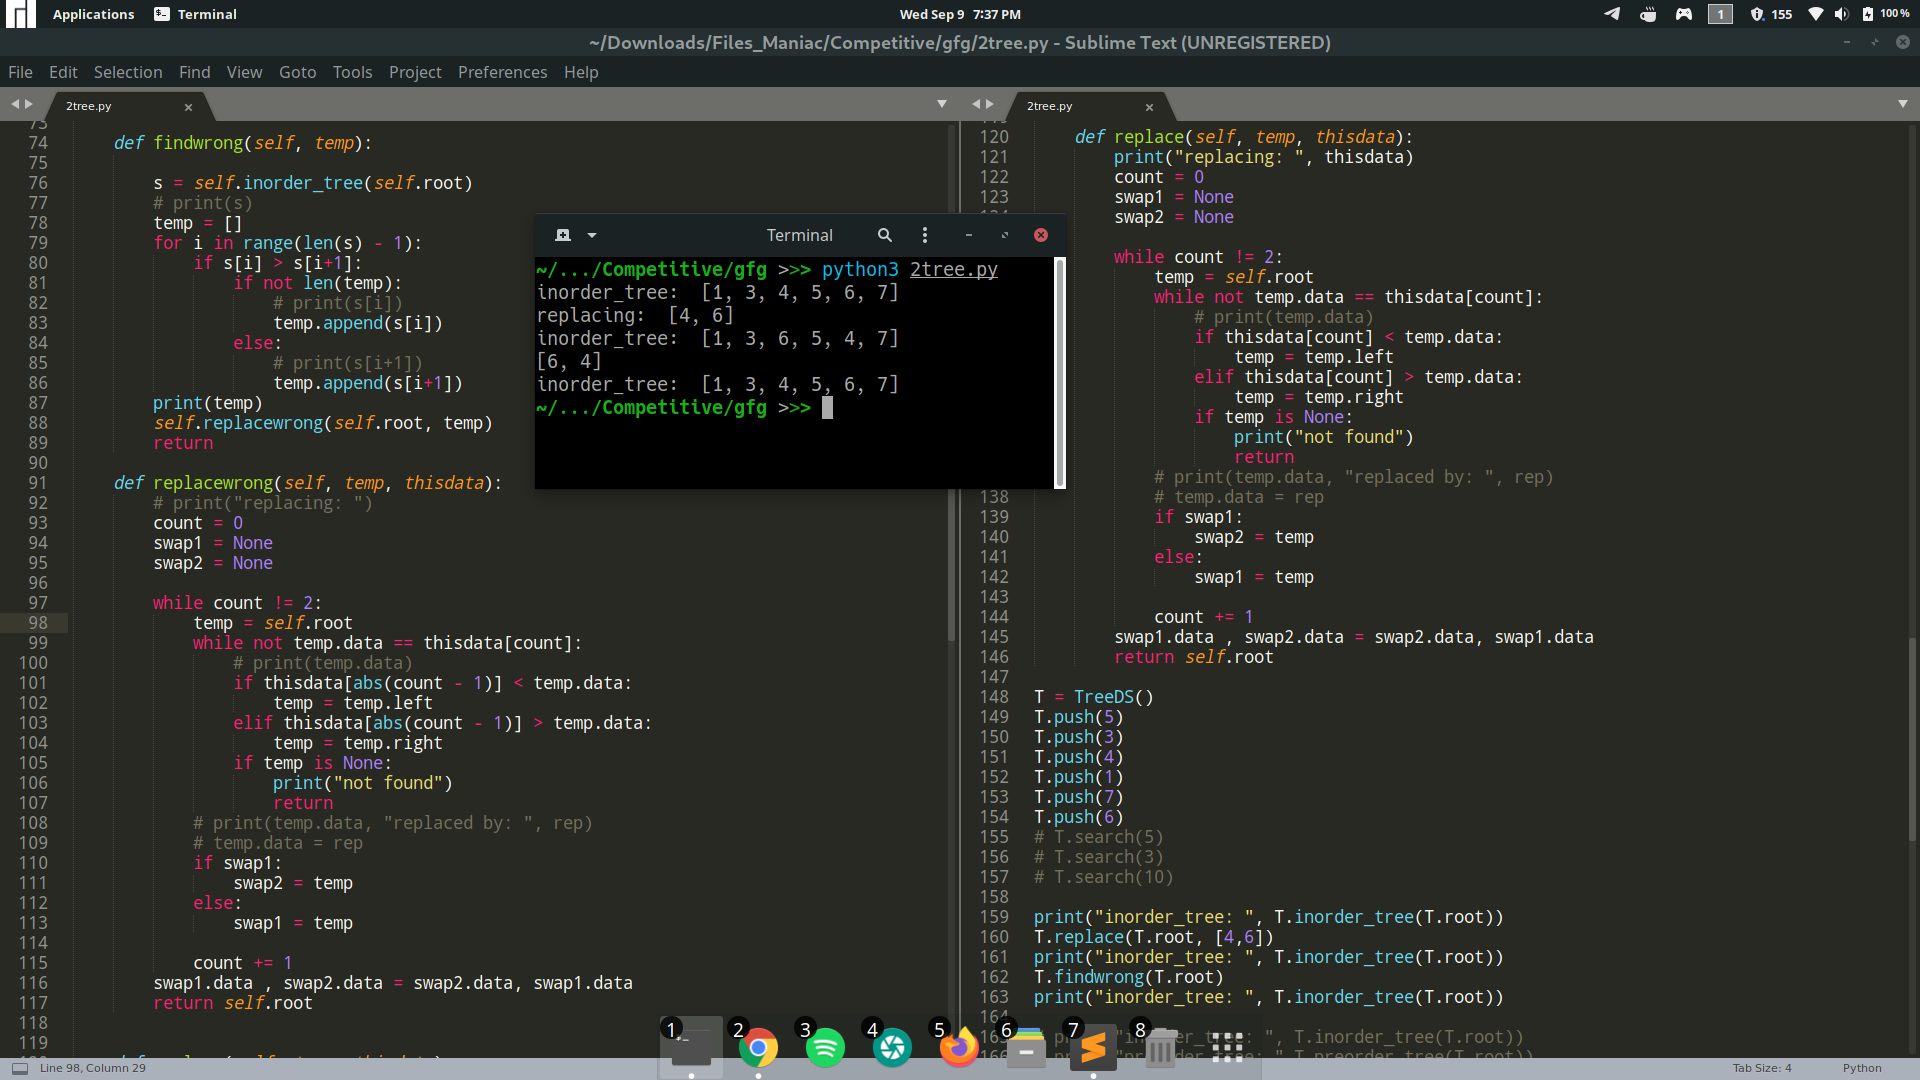 Applications Terminal Wed Sep 9 7:37 PM 1 155 100 %
~/Downloads/Files_Maniac/Competitive/gfg/2tree.py - Sublime Text (UNREGISTERED)
File Edit Selection Find View Goto Tools Project Preferences Help
2tree.py
73
74 def findwrong(self, temp):
75
76 s = self.inorder_tree(self.root)
77 # print(s)
78 temp = []
79 for i in range(len(s) - 1):
80 if s[i] > s[i+1]:
81 if not len(temp):
82 # print(s[i])
83 temp.append(s[i])
84 else:
85 # print(s[i+1])
86 temp.append(s[i+1])
87 print(temp)
88 self.replacewrong(self.root, temp)
89 return
90
91 def replacewrong(self, temp, thisdata):
92 # print("replacing: ")
93 count = 0
94 swap1 = None
95 swap2 = None
96
97 while count != 2:
98 temp = self.root
99 while not temp.data == thisdata[count]:
100 # print(temp.data)
101 if thisdata[abs(count - 1)] < temp.data:
102 temp = temp.left
103 elif thisdata[abs(count - 1)] > temp.data:
104 temp = temp.right
105 if temp is None:
106 print("not found")
107 return
108 # print(temp.data, "replaced by: ", rep)
109 # temp.data = rep
110 if swap1:
111 swap2 = temp
112 else:
113 swap1 = temp
114
115 count += 1
116 swap1.data , swap2.data = swap2.data, swap1.data
117 return self.root
118
119
Terminal
~/.../Competitive/gfg >>> python3 2tree.py
inorder_tree: [1, 3, 4, 5, 6, 7]
replacing: [4, 6]
inorder_tree: [1, 3, 6, 5, 4, 7]
[6, 4]
inorder_tree: [1, 3, 4, 5, 6, 7]
~/.../Competitive/gfg >>>
2tree.py
120 def replace(self, temp, thisdata):
121 print("replacing: ", thisdata)
122 count = 0
123 swap1 = None
swap2 = None
while count != 2:
temp = self.root
while not temp.data == thisdata[count]:
# print(temp.data)
if thisdata[count] < temp.data:
temp = temp.left
elif thisdata[count] > temp.data:
temp = temp.right
if temp is None:
print("not found")
return
# print(temp.data, "replaced by: ", rep)
138 # temp.data = rep
139 if swap1:
140 swap2 = temp
141 else:
142 swap1 = temp
143
144 count += 1
145 swap1.data , swap2.data = swap2.data, swap1.data
146 return self.root
147
148 T = TreeDS()
149 T.push(5)
150 T.push(3)
151 T.push(4)
152 T.push(1)
153 T.push(7)
154 T.push(6)
155 # T.search(5)
156 # T.search(3)
157 # T.search(10)
158
159 print("inorder_tree: ", T.inorder_tree(T.root))
160 T.replace(T.root, [4,6])
161 print("inorder_tree: ", T.inorder_tree(T.root))
162 T.findwrong(T.root)
163 print("inorder_tree: ", T.inorder_tree(T.root))
164
T.inorder_tree(T.root))
1 2 3 4 5 6 7 8
Line 98, Column 29 Tab Size: 4 Python